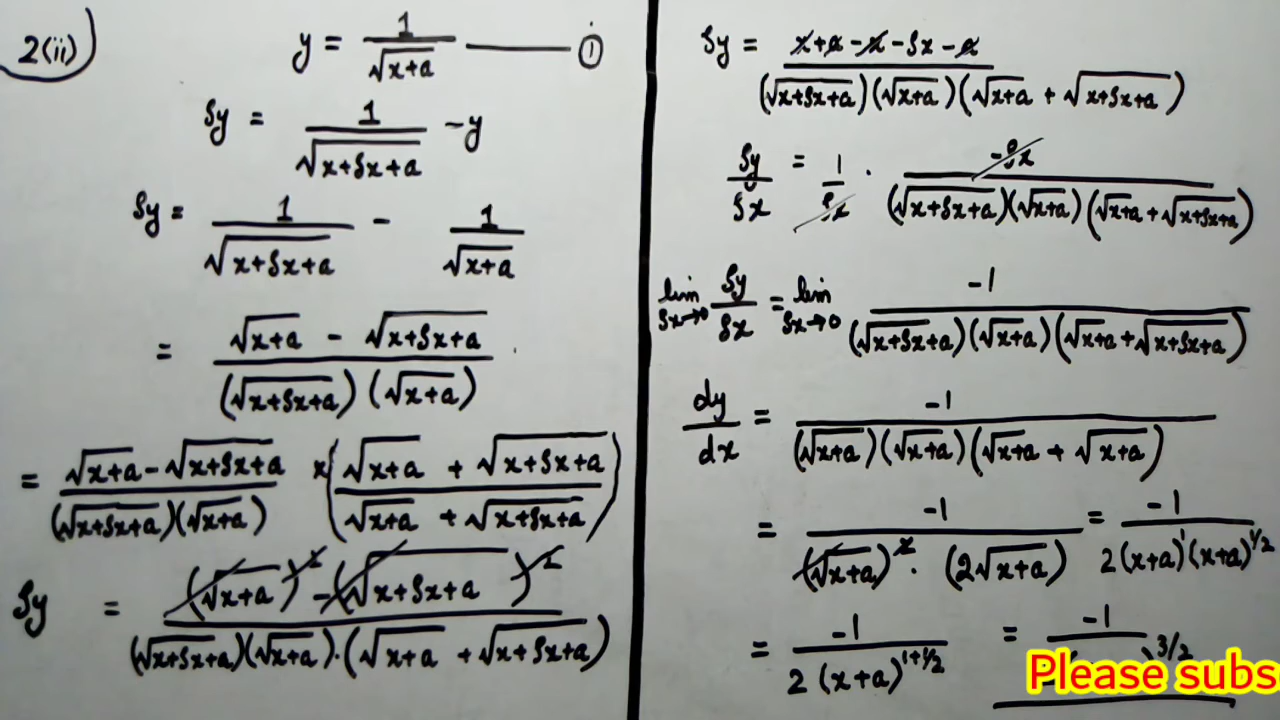 2(ii)
y = 1/√(x+a) ——— ①
δy = 1/√(x+δx+a) - y
δy = 1/√(x+δx+a) - 1/√(x+a)
= (√(x+a) - √(x+δx+a))/((√(x+δx+a))(√(x+a)))
= (√(x+a) - √(x+δx+a))/((√(x+δx+a))(√(x+a))) × ((√(x+a) + √(x+δx+a))/(√(x+a) + √(x+δx+a)))
δy = ((√(x+a))² - (√(x+δx+a))²)/((√(x+δx+a))(√(x+a))·(√(x+a) + √(x+δx+a)))
δy = (x+a-x-δx-a)/((√(x+δx+a))(√(x+a))(√(x+a) + √(x+δx+a)))
δy/δx = 1/δx · (-δx)/((√(x+δx+a))(√(x+a))(√(x+a) + √(x+δx+a)))
lim δx→0 δy/δx = lim δx→0 -1/((√(x+δx+a))(√(x+a))(√(x+a) + √(x+δx+a)))
dy/dx = -1/((√(x+a))(√(x+a))(√(x+a) + √(x+a)))
= -1/((√(x+a))²·(2√(x+a))) = -1/(2(x+a)¹(x+a)^1/2)
= -1/(2(x+a)^(1+1/2)) = -1/ 3/2
Please subs